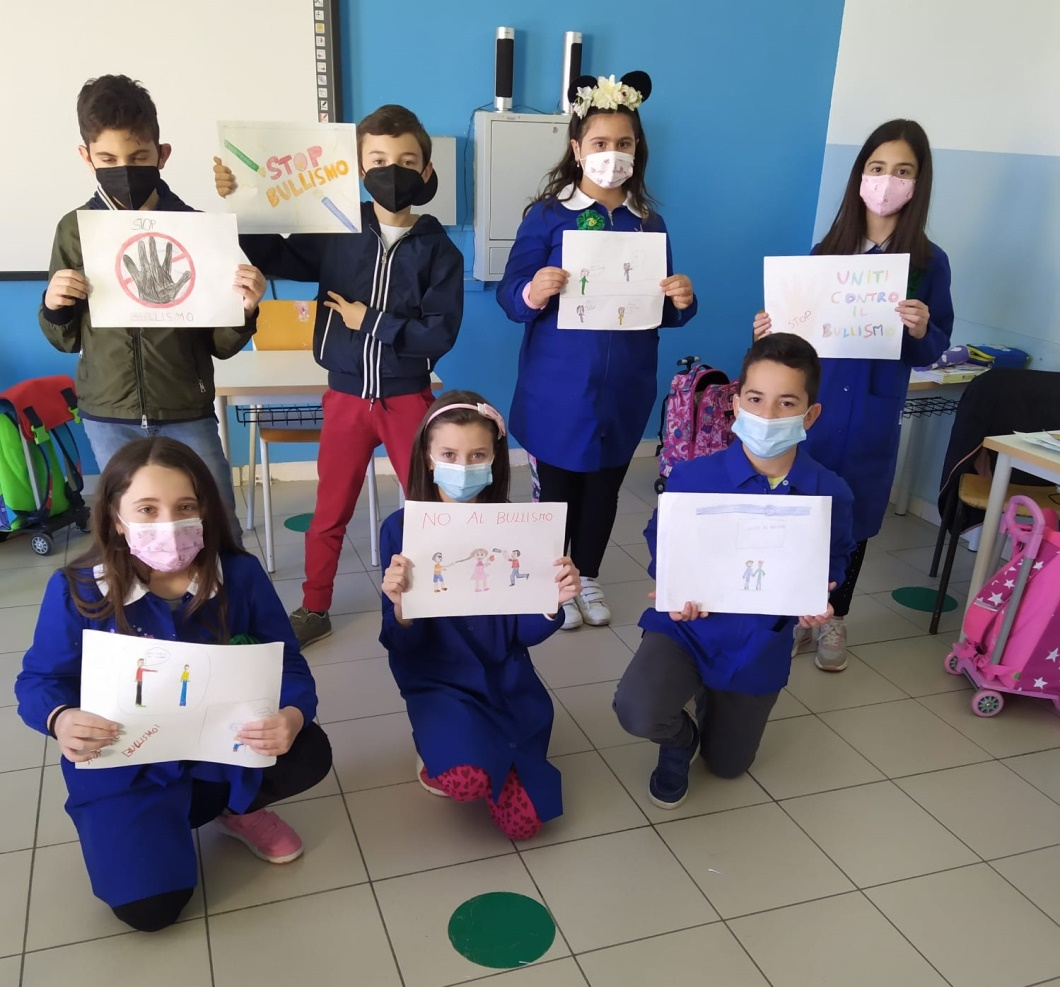 STOP
BULLISMO
STOP
BULLISMO
UNITI
CONTRO
IL
BULLISMO
STOP
NO AL BULLISMO
BULLISMO!